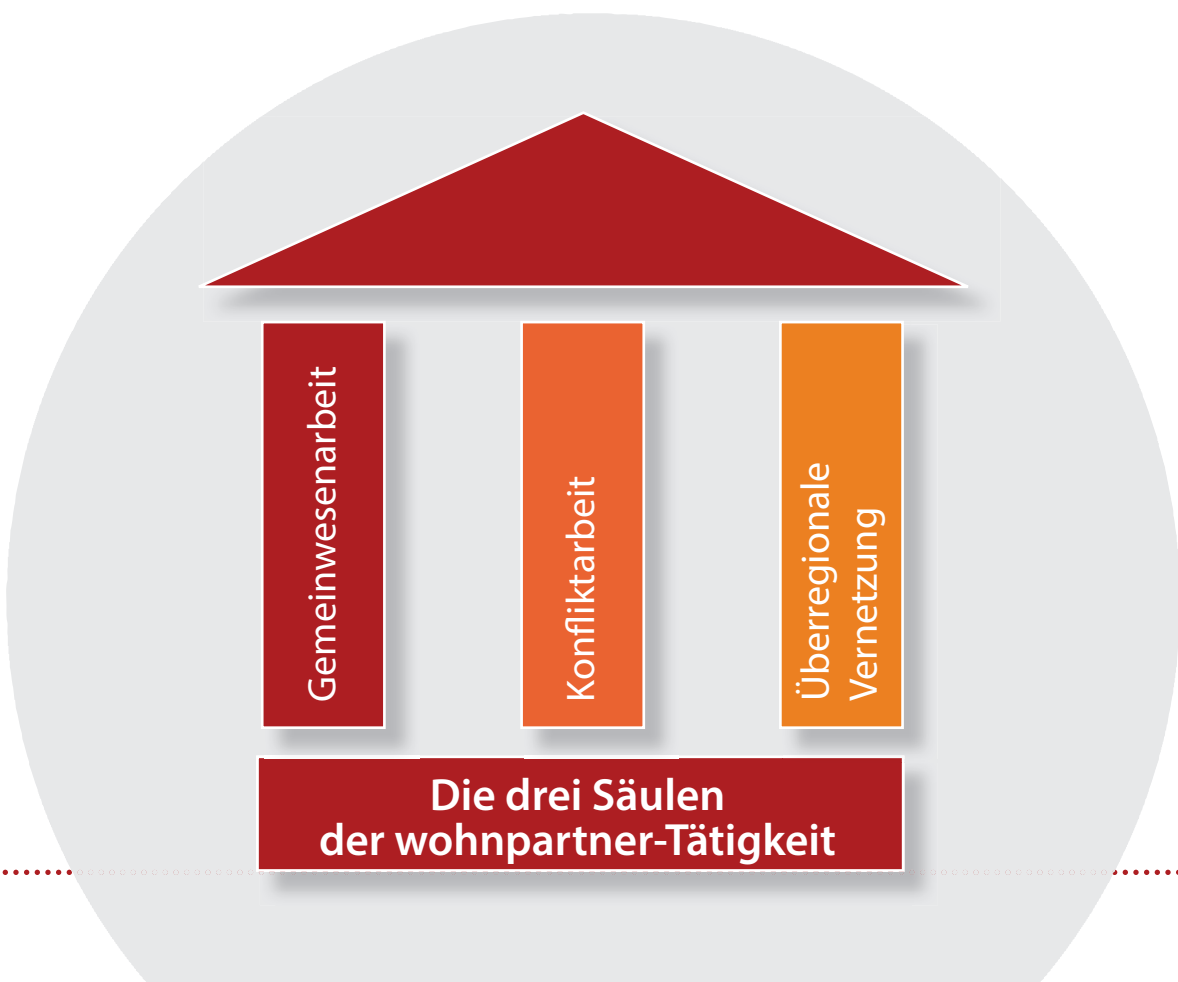 Gemeinwesenarbeit
Konfliktarbeit
Überregionale
Vernetzung
Die drei Säulen
der wohnpartner-Tätigkeit